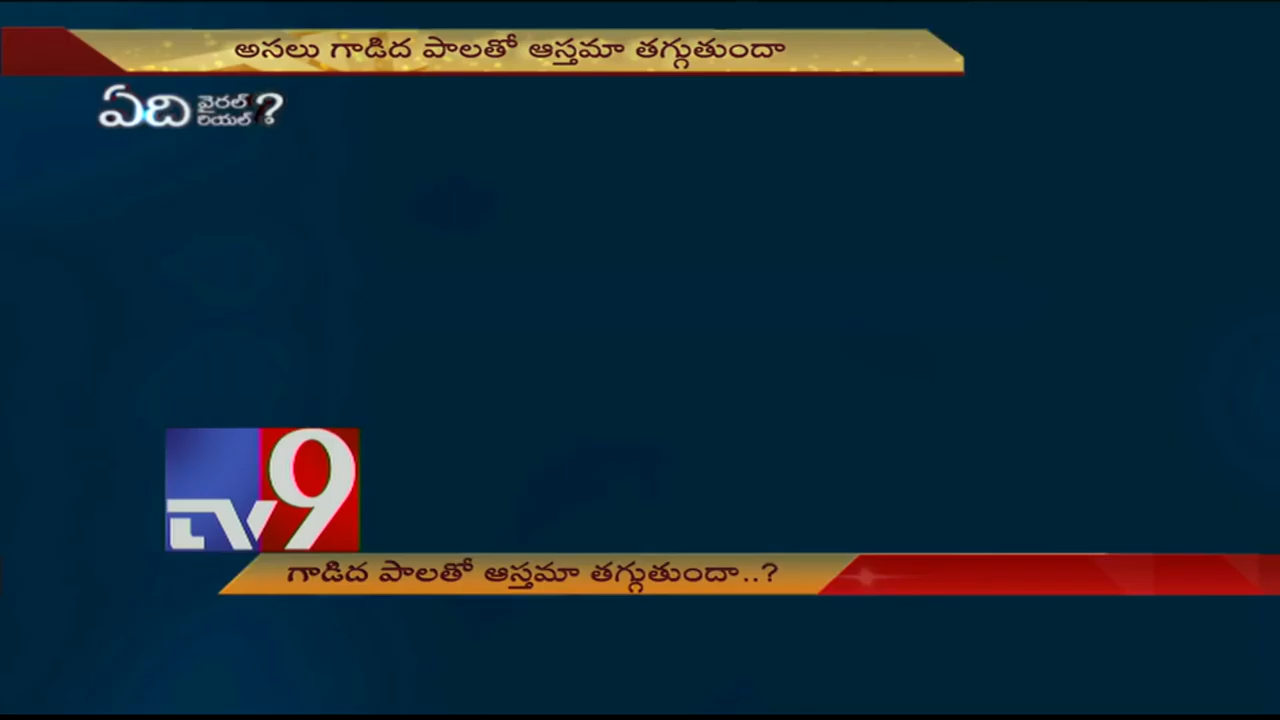 అసలు గాడిద పాలతో ఆస్తమా తగ్గుతుందా
ఏది వైరల్ రియల్ ?
TV9
గాడిద పాలతో ఆస్తమా తగ్గుతుందా..?